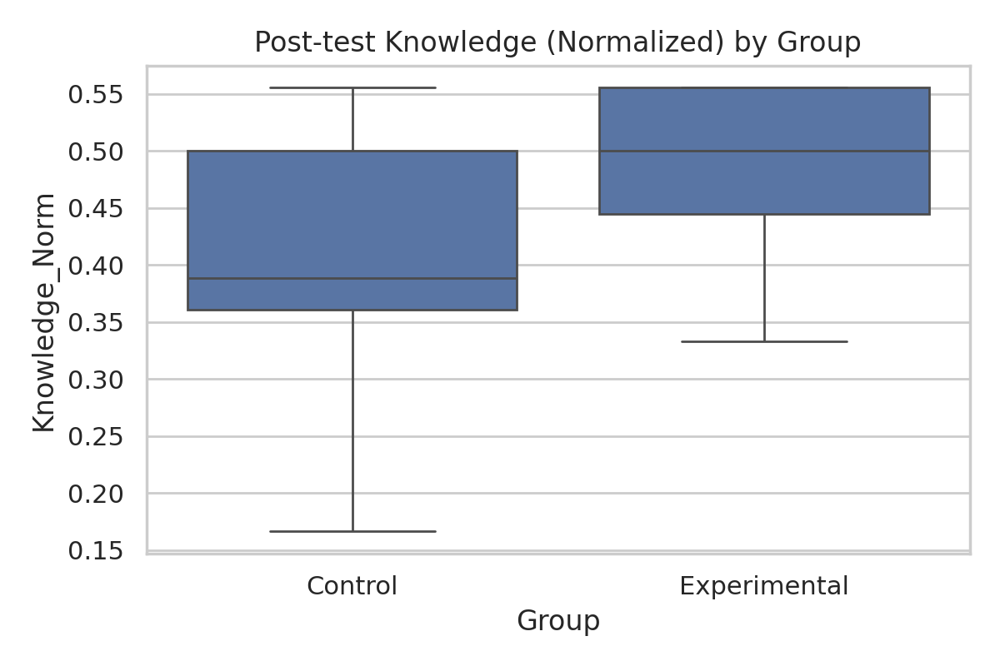 Post-test Knowledge (Normalized) by Group
Knowledge_Norm
0.55
0.50
0.45
0.40
0.35
0.30
0.25
0.20
0.15
Control
Experimental
Group